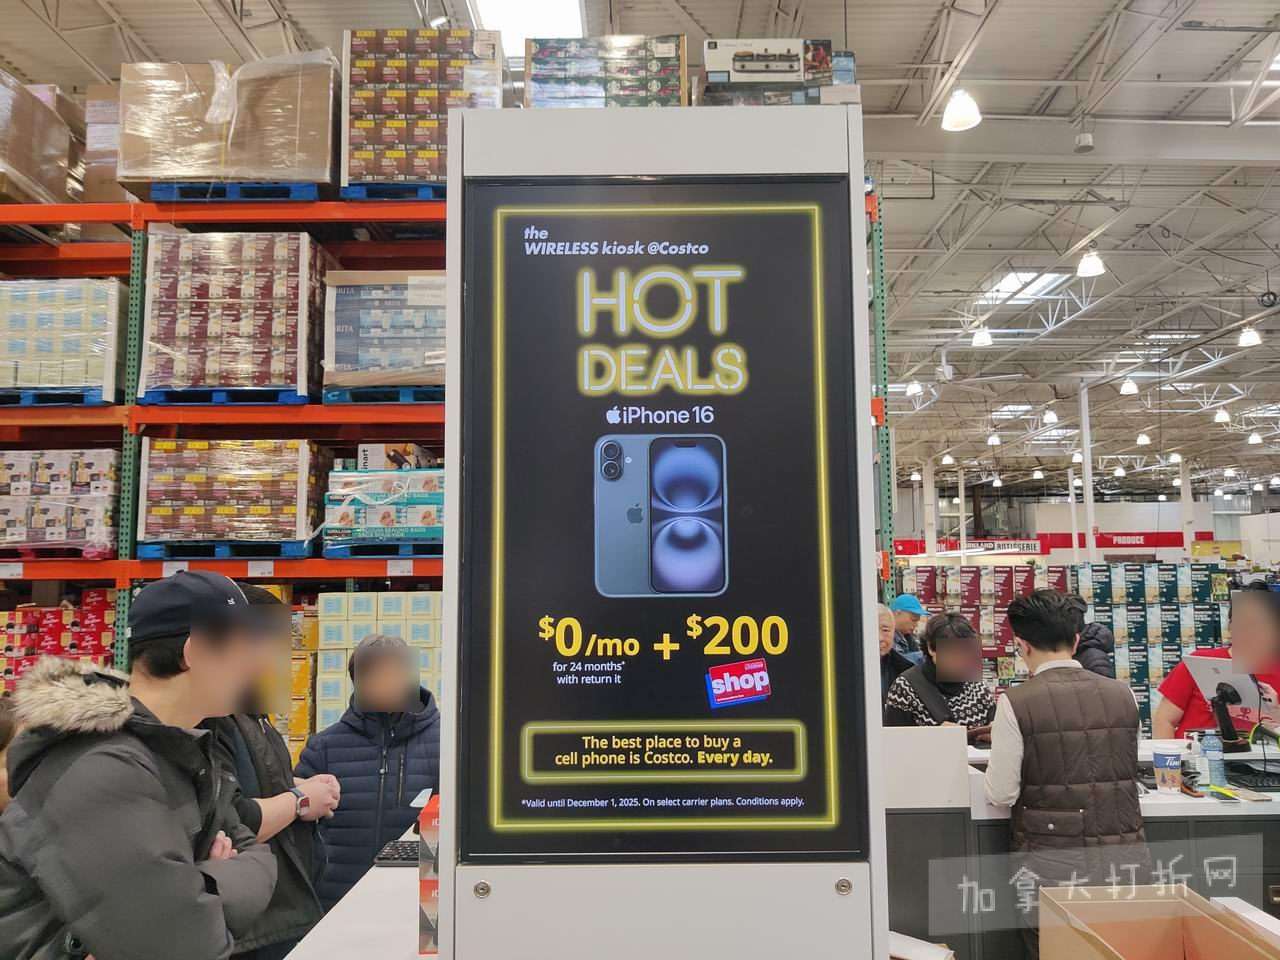 the
WIRELESS kiosk @Costco
HOT
DEALS
iPhone 16
$0/mo + $200
for 24 months*
with return it
shop
The best place to buy a
cell phone is Costco. Every day.
*Valid until December 1, 2025. On select carrier plans. Conditions apply.
PRODUCE
ROTISSERIE
加拿大打折网